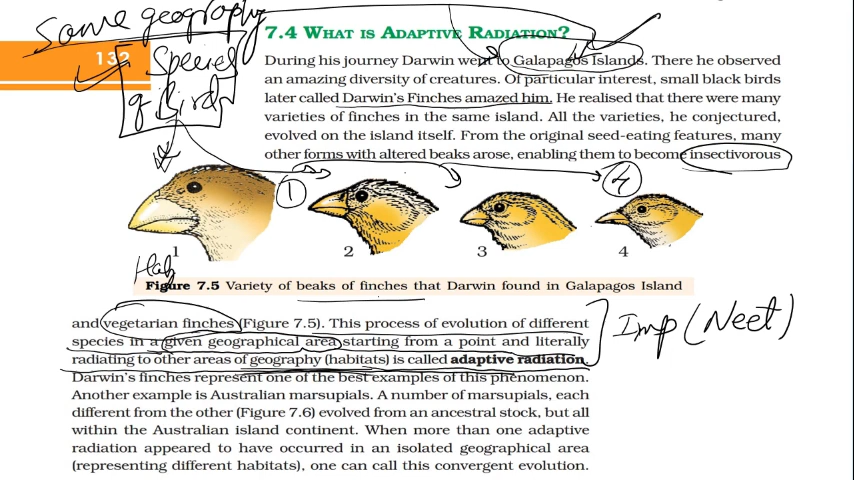 Same geography
132
Species
of Bird
7.4 WHAT IS ADAPTIVE RADIATION?
During his journey Darwin went to Galapagos Islands. There he observed
an amazing diversity of creatures. Of particular interest, small black birds
later called Darwin's Finches amazed him. He realised that there were many
varieties of finches in the same island. All the varieties, he conjectured,
evolved on the island itself. From the original seed-eating features, many
other forms with altered beaks arose, enabling them to become insectivorous
1
4
1
2
3
4
Hab
Figure 7.5 Variety of beaks of finches that Darwin found in Galapagos Island
and vegetarian finches (Figure 7.5). This process of evolution of different
species in a given geographical area starting from a point and literally
radiating to other areas of geography (habitats) is called adaptive radiation.
Darwin's finches represent one of the best examples of this phenomenon.
Another example is Australian marsupials. A number of marsupials, each
different from the other (Figure 7.6) evolved from an ancestral stock, but all
within the Australian island continent. When more than one adaptive
radiation appeared to have occurred in an isolated geographical area
(representing different habitats), one can call this convergent evolution.
Imp (Neet)